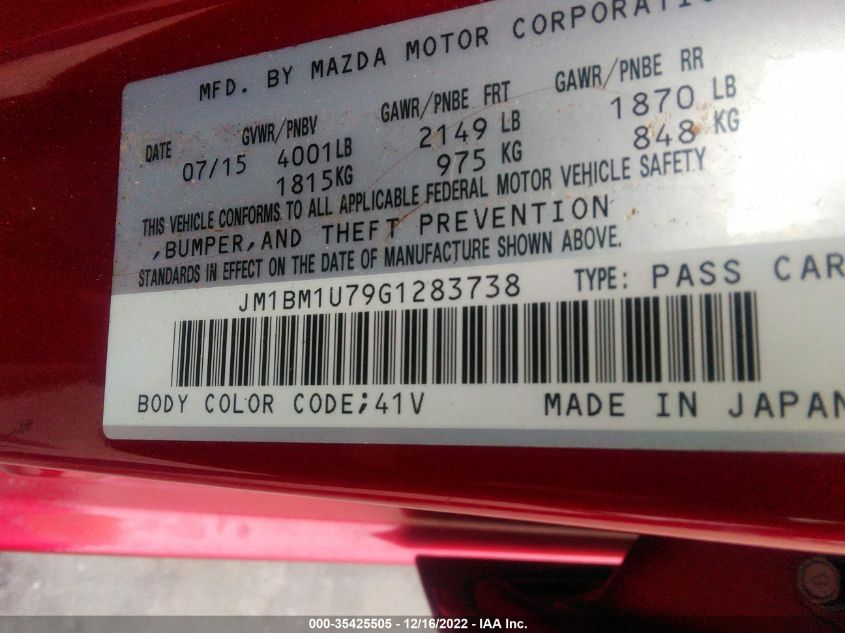 MFD. BY MAZDA MOTOR CORPORATIO
DATE GVWR/PNBV GAWR/PNBE FRT GAWR/PNBE RR
07/15 4001LB 2149 LB 1870 LB
1815KG 975 KG 848 KG
THIS VEHICLE CONFORMS TO ALL APPLICABLE FEDERAL MOTOR VEHICLE SAFETY
,BUMPER,AND THEFT PREVENTION
STANDARDS IN EFFECT ON THE DATE OF MANUFACTURE SHOWN ABOVE.
JM1BM1U79G1283738 TYPE: PASS CAR
BODY COLOR CODE;41V MADE IN JAPAN
000-35425505 - 12/16/2022 - IAA Inc.